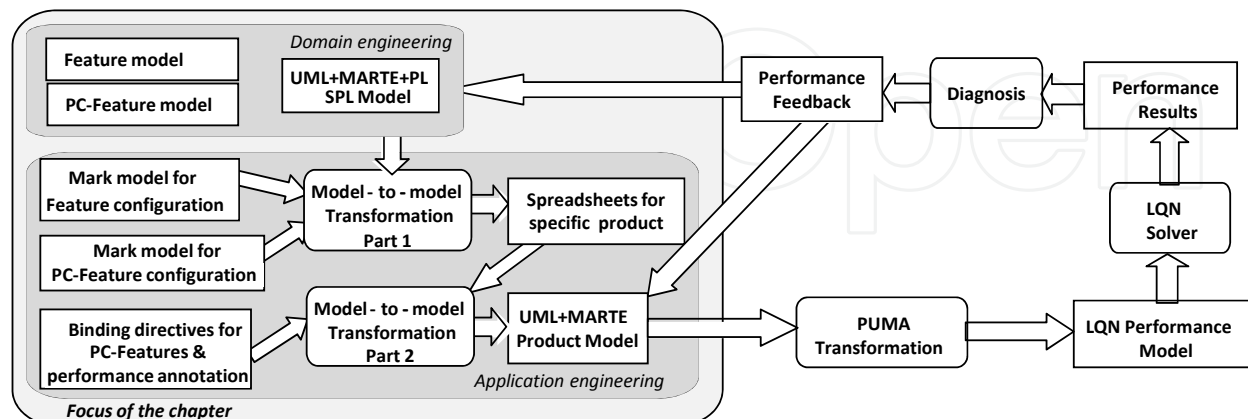 Domain engineering
Feature model
PC-Feature model
UML+MARTE+PL
SPL Model
Performance
Feedback
Diagnosis
Performance
Results
Mark model for
Feature configuration
Model - to - model
Transformation
Part 1
Spreadsheets for
specific product
LQN
Solver
Mark model for
PC-Feature configuration
Binding directives for
PC-Features &
performance annotation
Model - to - model
Transformation
Part 2
UML+MARTE
Product Model
PUMA
Transformation
LQN Performance
Model
Application engineering
Focus of the chapter
Open